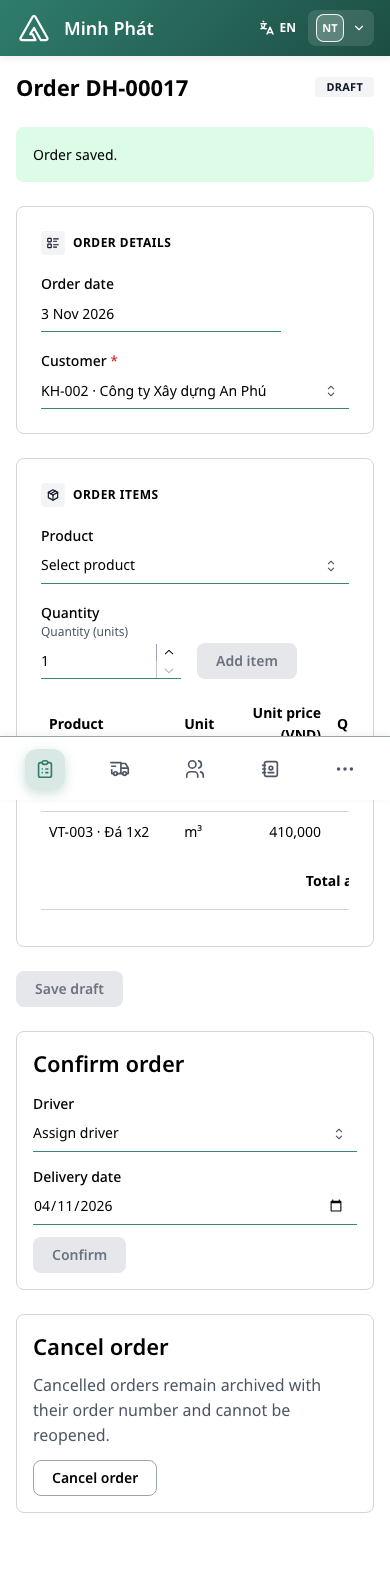 Minh Phát
EN
NT
Order DH-00017
DRAFT
Order saved.
ORDER DETAILS
Order date
3 Nov 2026
Customer *
KH-002 · Công ty Xây dựng An Phú
ORDER ITEMS
Product
Select product
Quantity
Quantity (units)
1
Add item
Product Unit Unit price (VND) Q
VT-003 · Đá 1x2 m³ 410,000
Total a
Save draft
Confirm order
Driver
Assign driver
Delivery date
04/11/2026
Confirm
Cancel order
Cancelled orders remain archived with
their order number and cannot be
reopened.
Cancel order